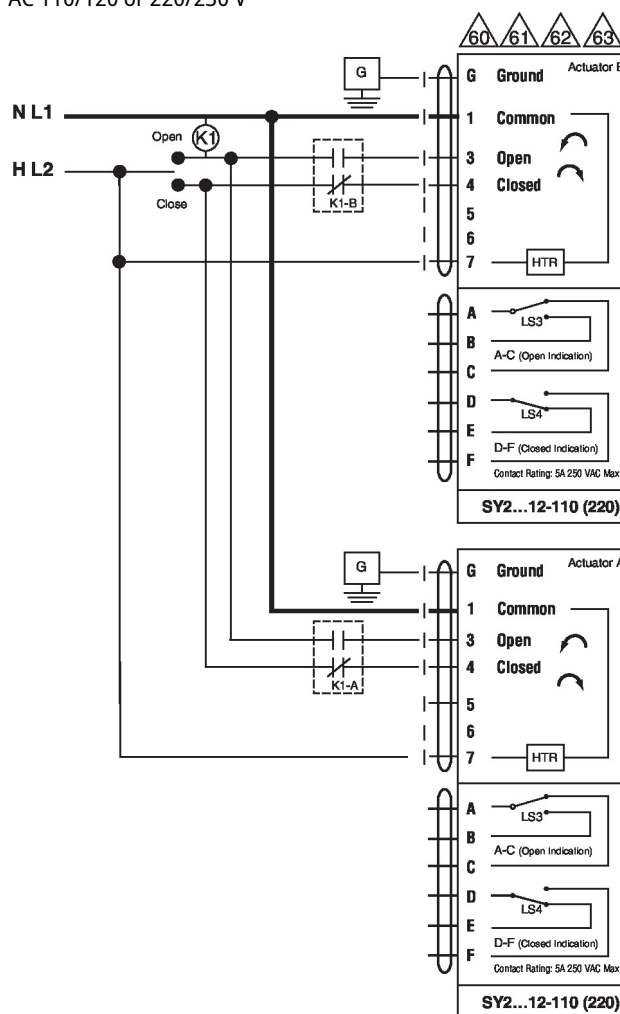 AC 110/120 or 220/230 V
60 61 62 63
G G Ground Actuator B
N L1 1 Common
Open K1 3 Open
H L2 4 Closed
Close K1-B
5
6
7 HTR
A LS3
B
A-C (Open Indication)
C
D LS4
E
D-F (Closed Indication)
F
Contact Rating: 5A 250 VAC Max
SY2...12-110 (220)
G G Ground Actuator A
1 Common
3 Open
4 Closed
K1-A
5
6
7 HTR
A LS3
B
A-C (Open Indication)
C
D LS4
E
D-F (Closed Indication)
F
Contact Rating: 5A 250 VAC Max
SY2...12-110 (220)